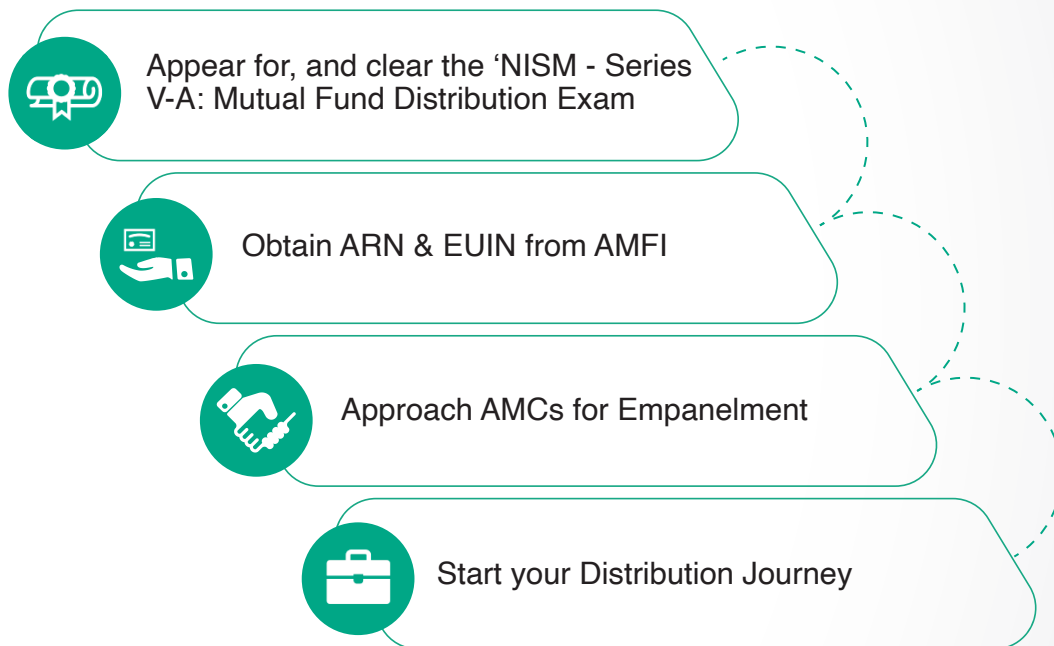 Appear for, and clear the ‘NISM - Series
V-A: Mutual Fund Distribution Exam
Obtain ARN & EUIN from AMFI
Approach AMCs for Empanelment
Start your Distribution Journey